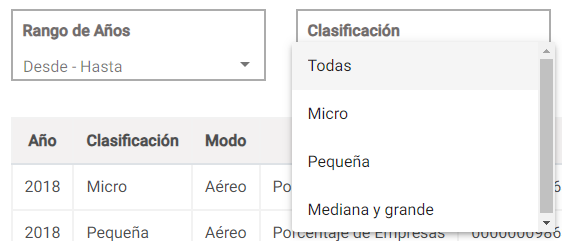 Rango de Años
Clasificación
Desde - Hasta
Todas
Micro
Pequeña
Mediana y grande
Año Clasificación Modo
2018 Micro Aéreo
2018 Pequeña Aéreo Porcentaje de Empresas 0000000986